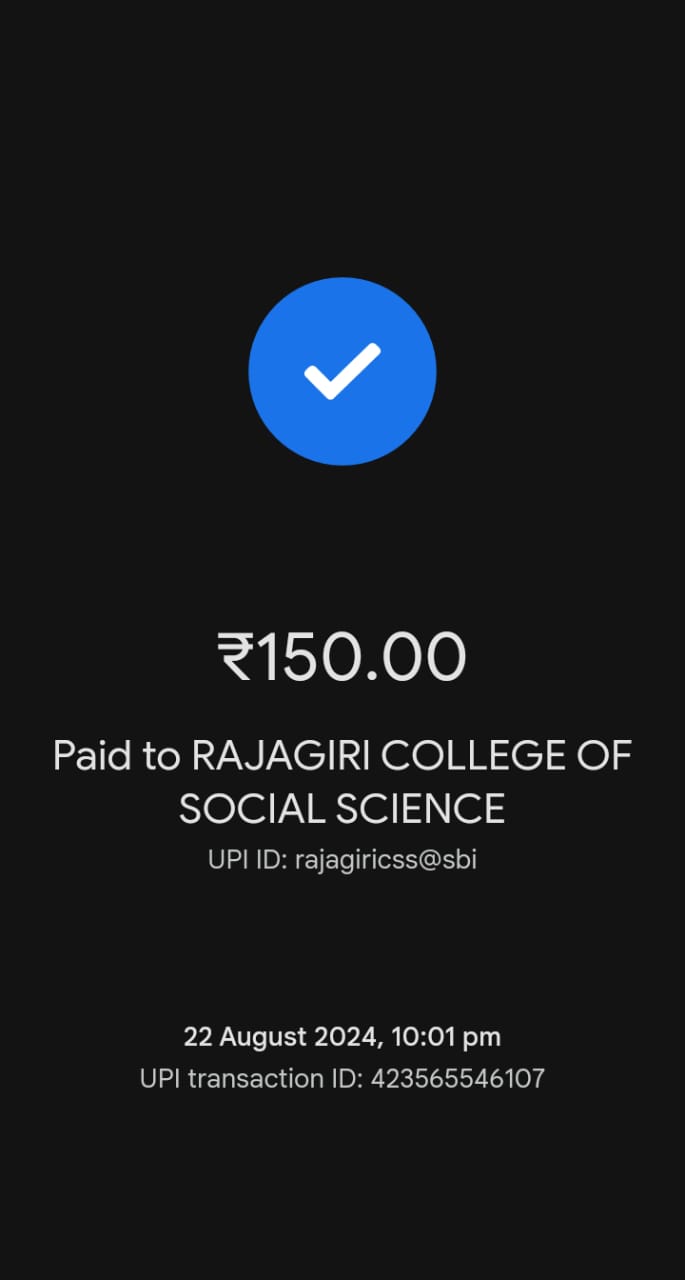 ₹150.00
Paid to RAJAGIRI COLLEGE OF
SOCIAL SCIENCE
UPI ID: rajagiricss@sbi
22 August 2024, 10:01 pm
UPI transaction ID: 423565546107